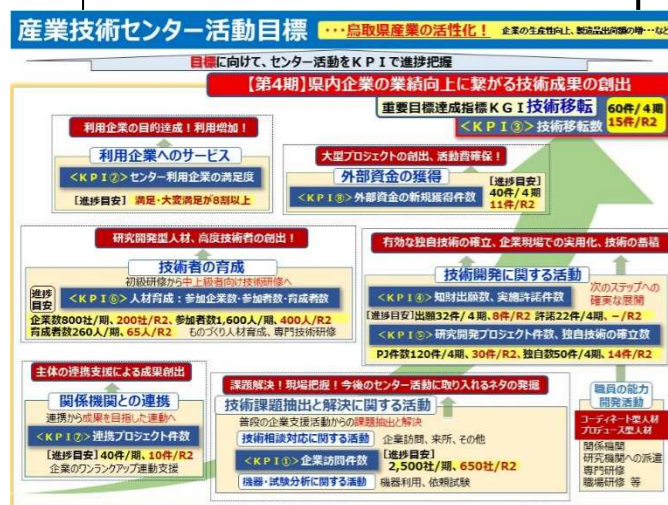 産業技術センター活動目標 ・・・鳥取県産業の活性化！ 企業の生産性向上、製造品出荷額の増・・・など
目標に向けて、センター活動をKPIで進捗把握
【第4期】県内企業の業績向上に繋がる技術成果の創出
重要目標達成指標KGI技術移転
<KPI③>技術移転数
60件/4期
15件/R2
利用企業の目的達成！利用増加！
利用企業へのサービス
<KPI②>センター利用企業の満足度
[進捗目安] 満足・大変満足が8割以上
大型プロジェクトの創出、活動費確保！
外部資金の獲得
<KPI⑧>外部資金の新規獲得件数
[進捗目安]
40件/4期
11件/R2
研究開発型人材、高度技術者の創出！
技術者の育成
初級研修から中上級者向け技術研修へ
進捗
目安
<KPI⑥>人材育成：参加企業数・参加者数・育成者数
企業数800社/期、200社/R2、参加者数1,600人/期、400人/R2
育成者数260人/期、65人/R2 ものづくり人材育成、専門技術研修
有効な独自技術の確立、企業現場での実用化、技術の蓄積
技術開発に関する活動
<KPI④>知財出願数、実施許諾件数
次のステップへの
確実な展開
[進捗目安]出願32件/4期、8件/R2 許諾22件/4期、-/R2
<KPI⑤>研究開発プロジェクト件数、独自技術の確立数
PJ件数120件/4期、30件/R2、独自数50件/4期、14件/R2
主体の連携支援による成果創出
関係機関との連携
連携から成果を目指した連動へ
<KPI⑦>連携プロジェクト件数
[進捗目安]40件/期、10件/R2
企業のワンランクアップ連動支援
課題解決！現場把握！今後のセンター活動に取り入れるネタの発掘
技術課題抽出と解決に関する活動
普段の企業支援活動からの課題抽出と解決
技術相談対応に関する活動 企業訪問、来所、その他
<KPI①>企業訪問件数
[進捗目安]
2,500社/期、650社/R2
機器・試験分析に関する活動 機器利用、依頼試験
職員の能力
開発活動
コーディネート型人材
プロデュース型人材
関係機関
研究機関への派遣
専門研修
職場研修 等